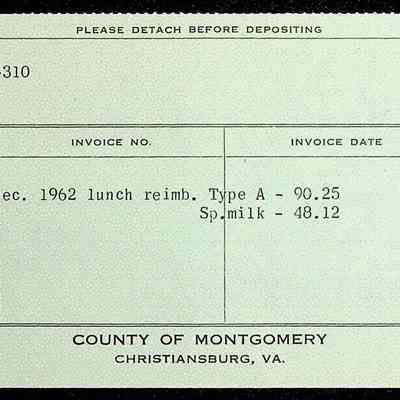 PLEASE DETACH BEFORE DEPOSITING
-310
INVOICE NO. INVOICE DATE
ec. 1962 lunch reimb. Type A - 90.25
Sp.milk - 48.12
COUNTY OF MONTGOMERY
CHRISTIANSBURG, VA.